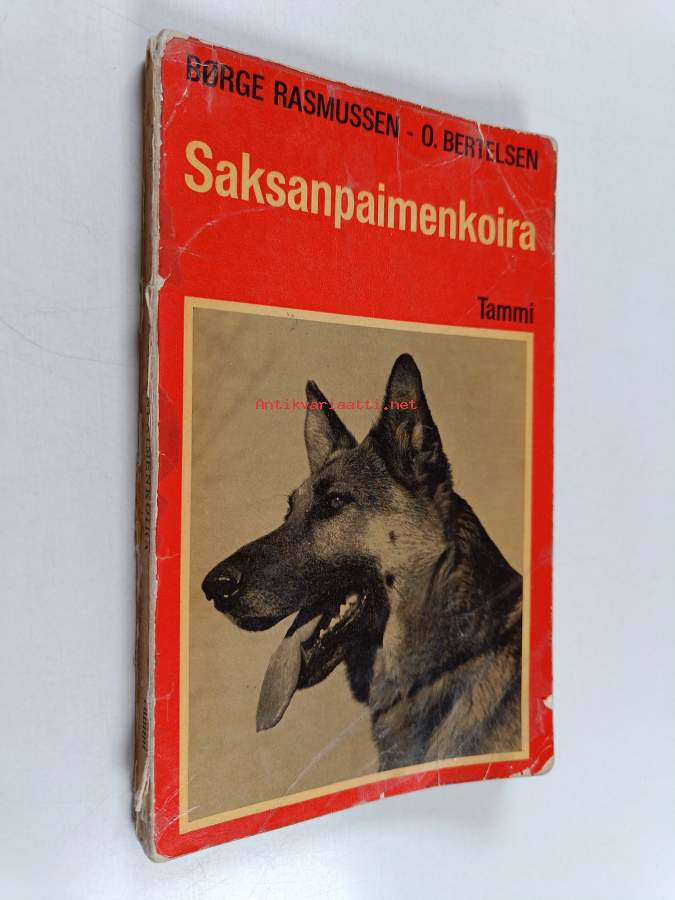 BØRGE RASMUSSEN - O. BERTELSEN
Saksanpaimenkoira
Tammi
Antikvariaatti.net